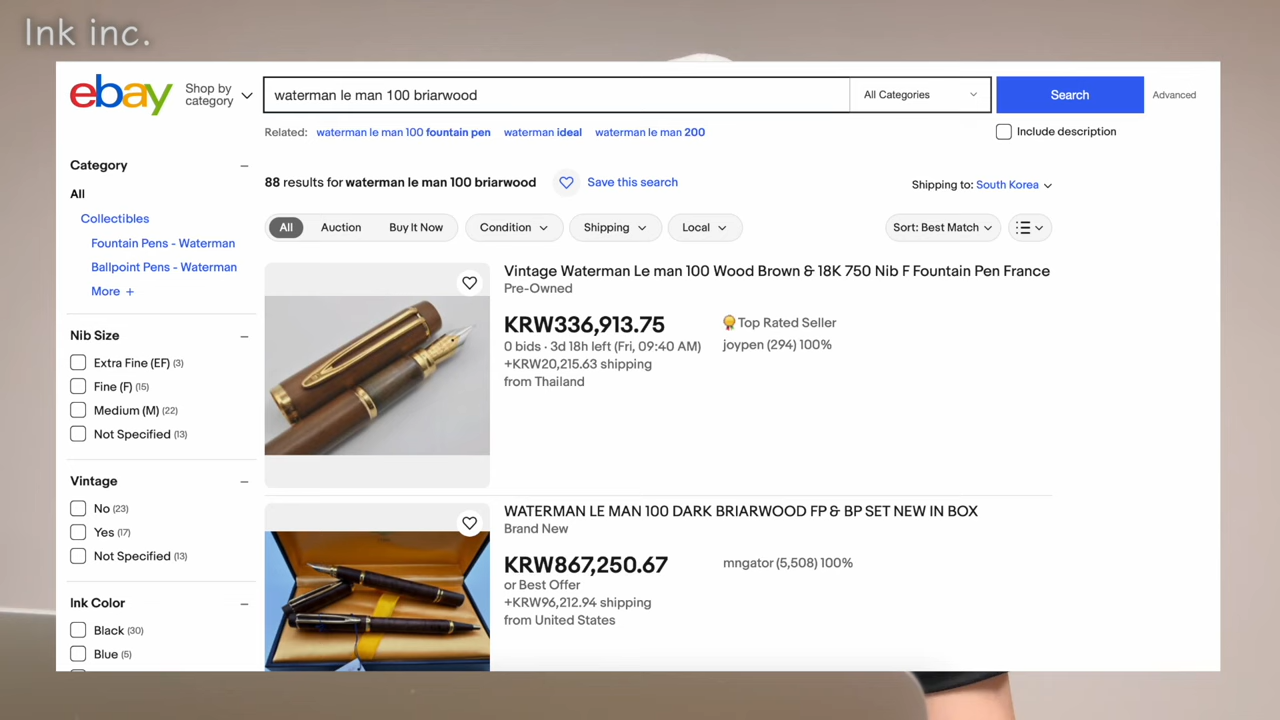 Ink inc.
ebay
Shop by category
waterman le man 100 briarwood
All Categories
Search
Advanced
Related: waterman le man 100 fountain pen waterman ideal waterman le man 200
Include description
Category
All
Collectibles
Fountain Pens - Waterman
Ballpoint Pens - Waterman
More +
Nib Size
Extra Fine (EF) (3)
Fine (F) (15)
Medium (M) (22)
Not Specified (13)
Vintage
No (23)
Yes (17)
Not Specified (13)
Ink Color
Black (30)
Blue (5)
88 results for waterman le man 100 briarwood
Save this search
Shipping to: South Korea
All
Auction
Buy It Now
Condition
Shipping
Local
Sort: Best Match
Vintage Waterman Le man 100 Wood Brown & 18K 750 Nib F Fountain Pen France
Pre-Owned
KRW336,913.75
0 bids · 3d 18h left (Fri, 09:40 AM)
+KRW20,215.63 shipping
from Thailand
Top Rated Seller
joypen (294) 100%
WATERMAN LE MAN 100 DARK BRIARWOOD FP & BP SET NEW IN BOX
Brand New
KRW867,250.67
or Best Offer
+KRW96,212.94 shipping
from United States
mngator (5,508) 100%